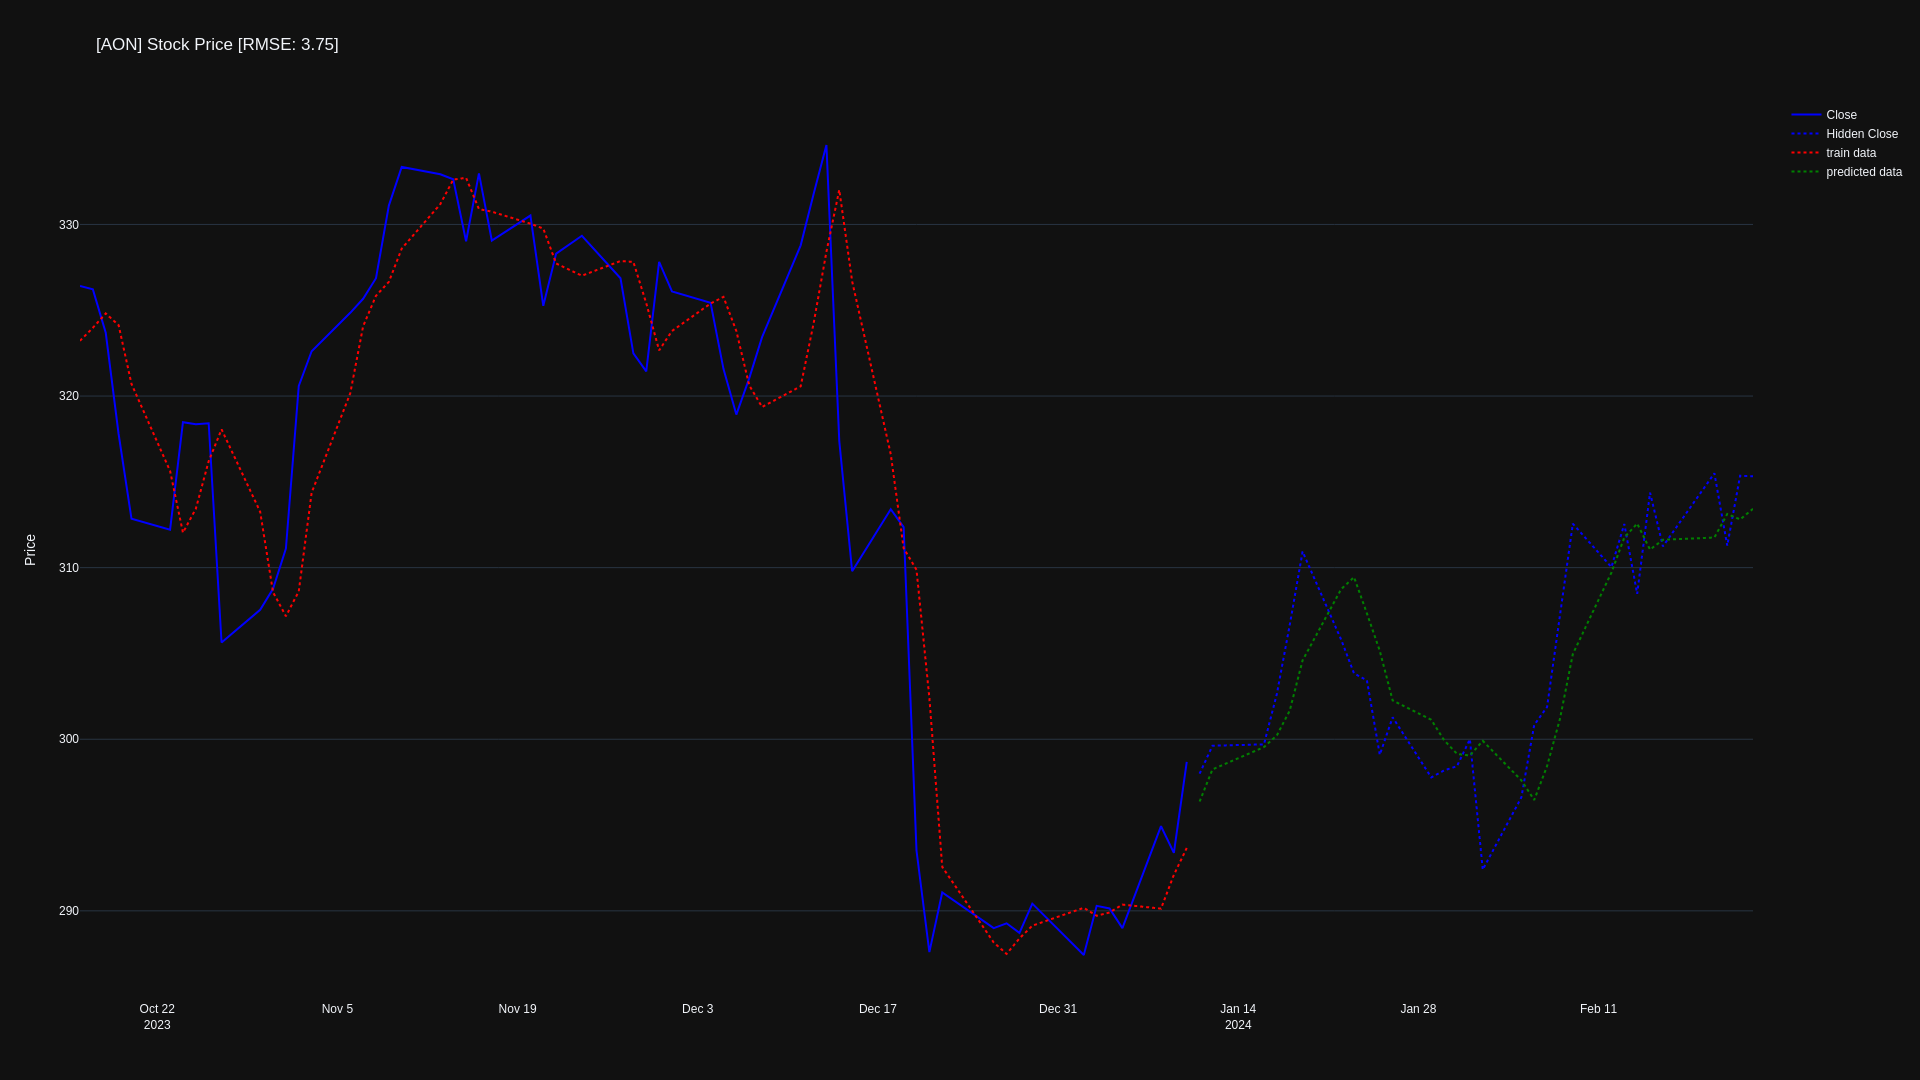 [AON] Stock Price [RMSE: 3.75]
Close
Hidden Close
train data
predicted data
330
320
310
300
290
Price
Oct 22
2023
Nov 5
Nov 19
Dec 3
Dec 17
Dec 31
Jan 14
2024
Jan 28
Feb 11